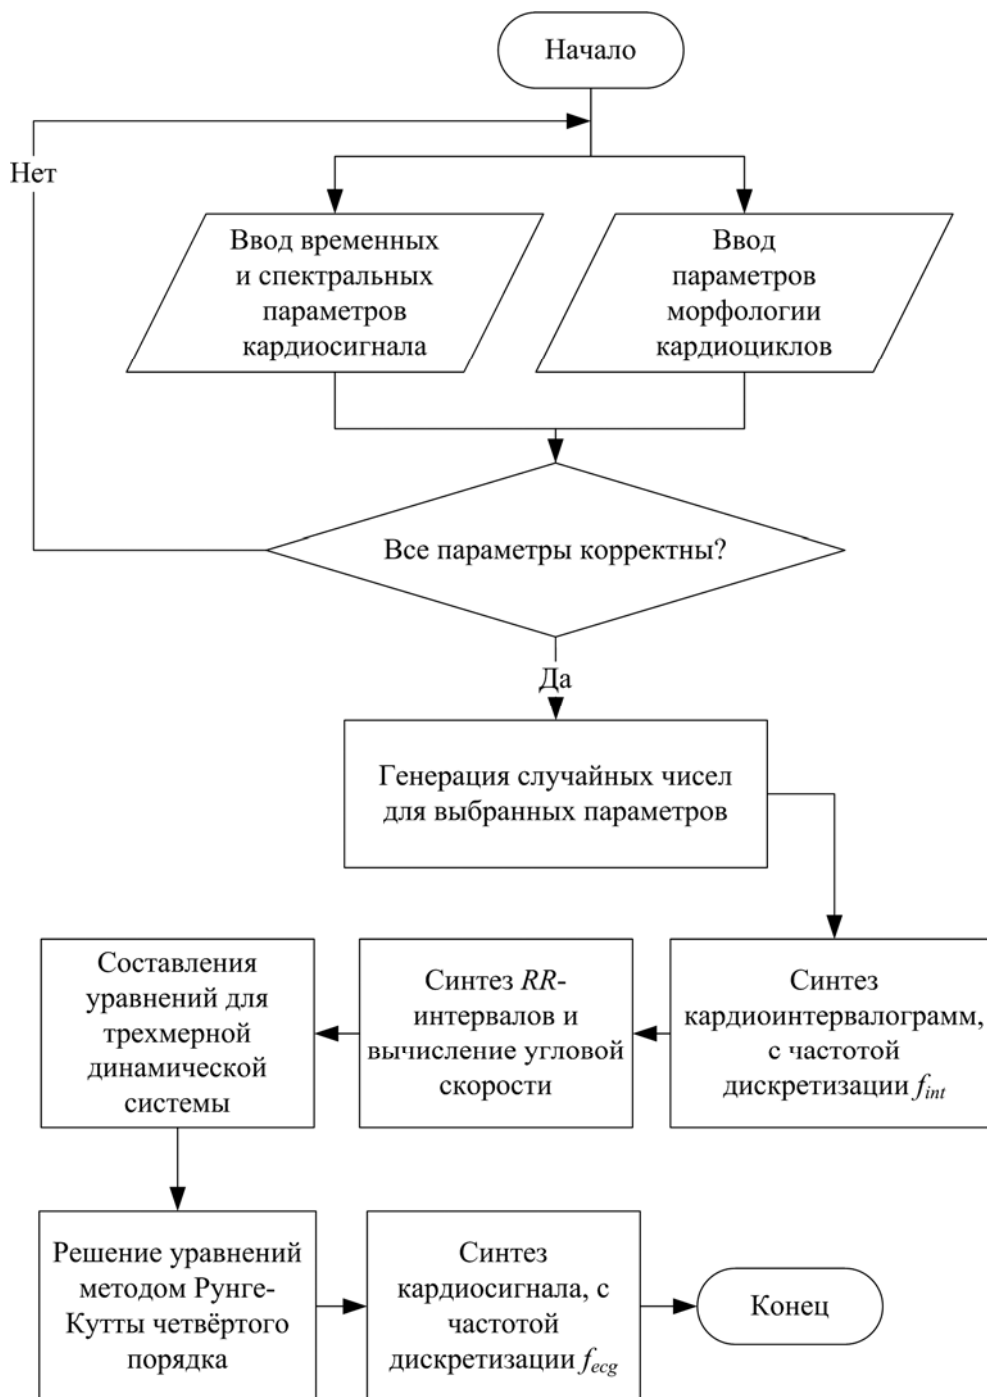 Начало
Нет
Ввод временных
и спектральных
параметров
кардиосигнала
Ввод
параметров
морфологии
кардиоциклов
Все параметры корректны?
Да
Генерация случайных чисел
для выбранных параметров
Составления
уравнений для
трехмерной
динамической
системы
Синтез RR-
интервалов и
вычисление угловой
скорости
Синтез
кардиоинтервалограмм,
с частотой
дискретизации fint
Решение уравнений
методом Рунге-
Кутты четвёртого
порядка
Синтез
кардиосигнала, с
частотой
дискретизации fecg
Конец